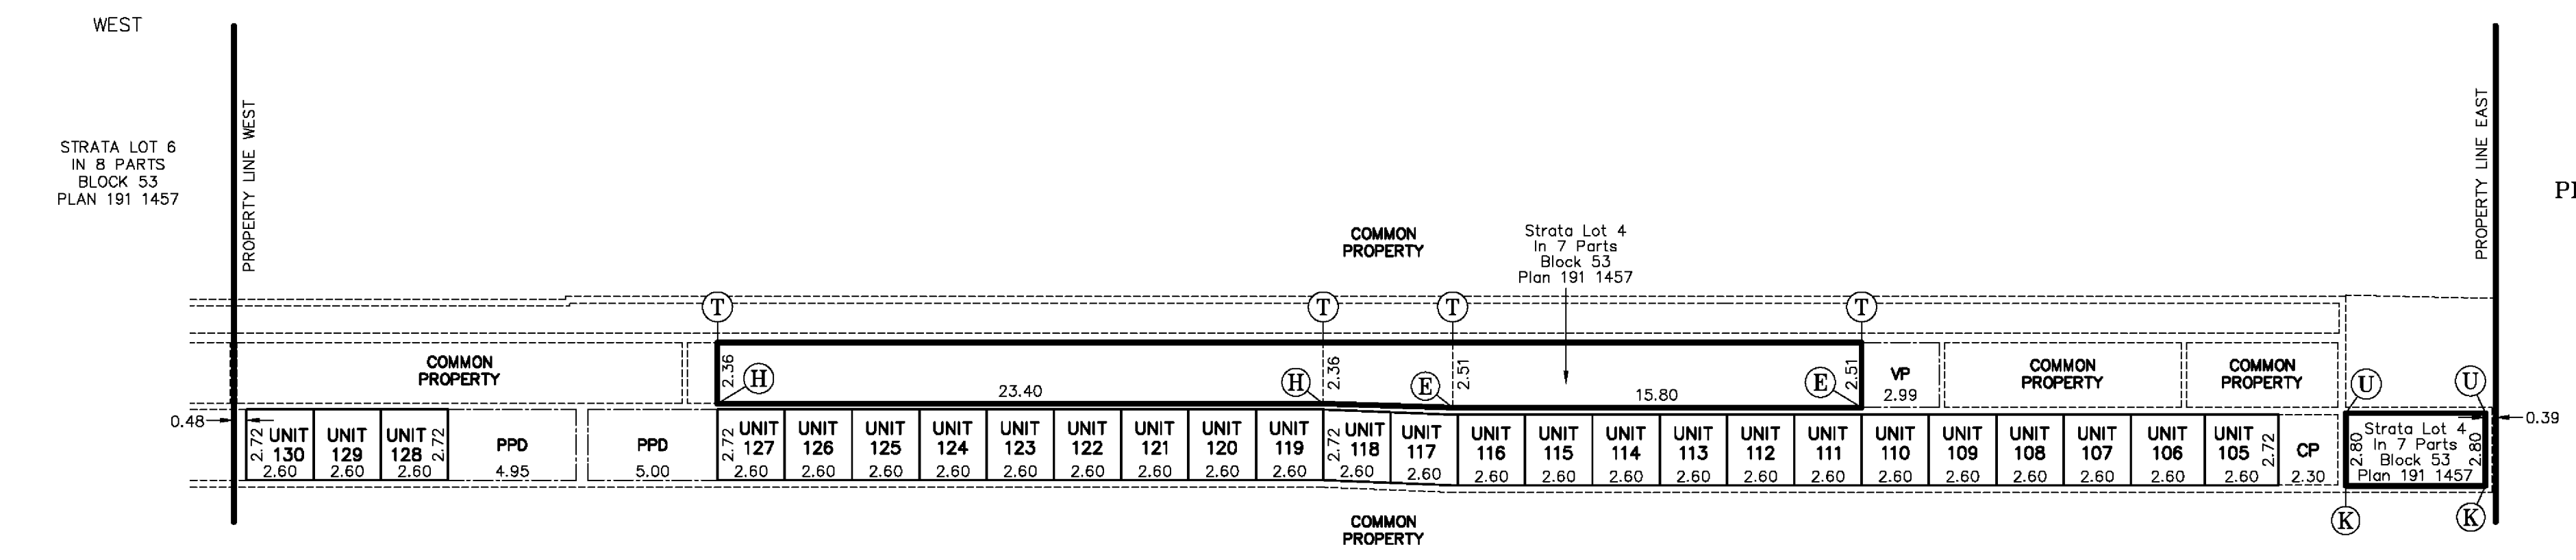 WEST
PROPERTY LINE WEST
STRATA LOT 6
IN 8 PARTS
BLOCK 53
PLAN 191 1457
PROPERTY LINE EAST
COMMON
PROPERTY
Strata Lot 4
In 7 Parts
Block 53
Plan 191 1457
T
T
T
T
COMMON
PROPERTY
2.36
H
23.40
H
2.36
E
2.51
15.80
E
2.51
VP
2.99
COMMON
PROPERTY
COMMON
PROPERTY
U
U
0.48
0.39
2.72
UNIT
130
2.60
UNIT
129
2.60
UNIT
128
2.60
2.72
PPD
4.95
PPD
5.00
2.72
UNIT
127
2.60
UNIT
126
2.60
UNIT
125
2.60
UNIT
124
2.60
UNIT
123
2.60
UNIT
122
2.60
UNIT
121
2.60
UNIT
120
2.60
UNIT
119
2.60
2.72
UNIT
118
2.60
UNIT
117
2.60
UNIT
116
2.60
UNIT
115
2.60
UNIT
114
2.60
UNIT
113
2.60
UNIT
112
2.60
UNIT
111
2.60
UNIT
110
2.60
UNIT
109
2.60
UNIT
108
2.60
UNIT
107
2.60
UNIT
106
2.60
UNIT
105
2.60
2.72
CP
2.30
2.80
Strata Lot 4
In 7 Parts
Block 53
Plan 191 1457
2.80
K
K
COMMON
PROPERTY